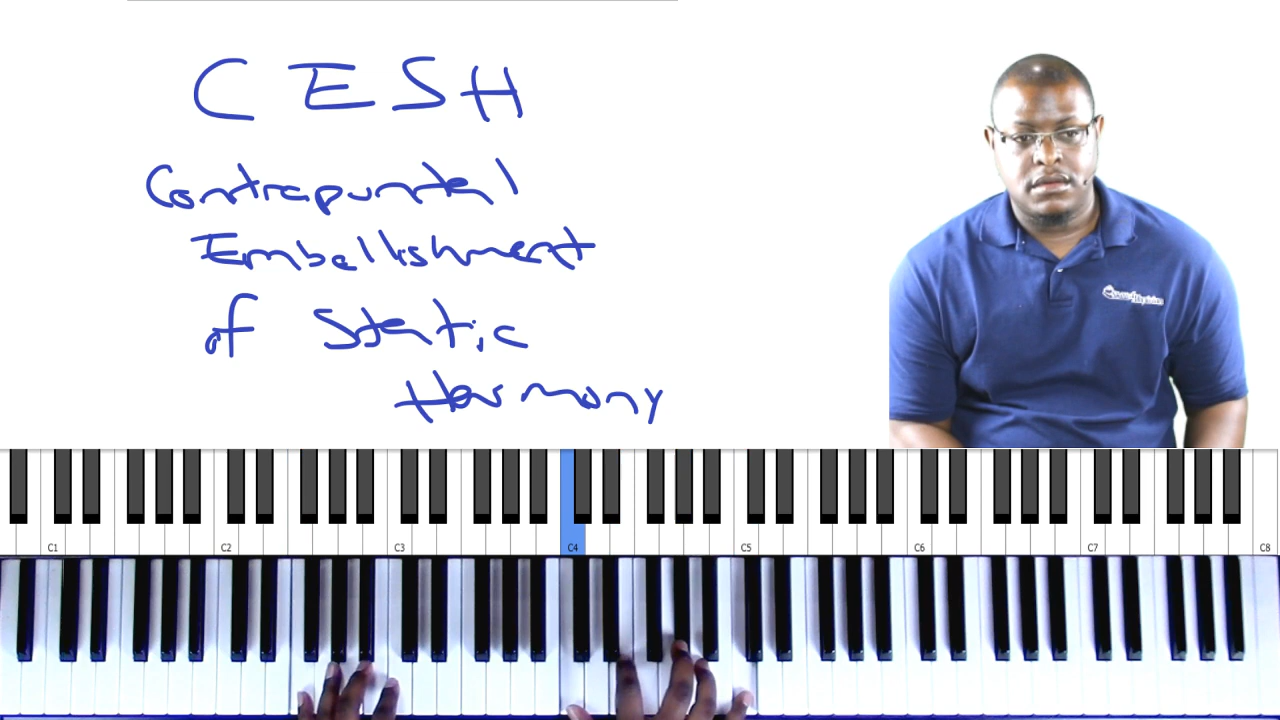 CESH
Contrapuntal
Embellishment
of Static
Harmony
C1 C2 C3 C4 C5 C6 C7 C8